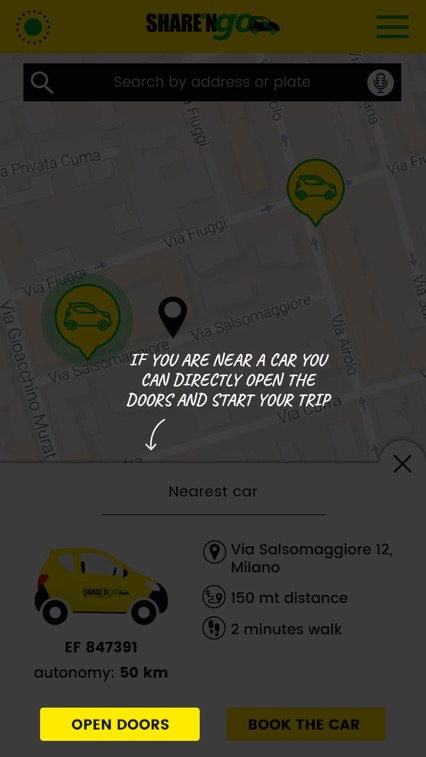 SHARE'NGO
Search by address or plate
Via Privata Cuma
Via Fiuggi
Via Fiuggi
Via Fiuggi
Via Airolo
Via Gioacchino Murat
Via Salsomaggiore
Via Salsomaggiore
IF YOU ARE NEAR A CAR YOU
CAN DIRECTLY OPEN THE
DOORS AND START YOUR TRIP
Nearest car
SHARE'NGO
EF 847391
autonomy: 50 km
Via Salsomaggiore 12,
Milano
150 mt distance
2 minutes walk
OPEN DOORS
BOOK THE CAR